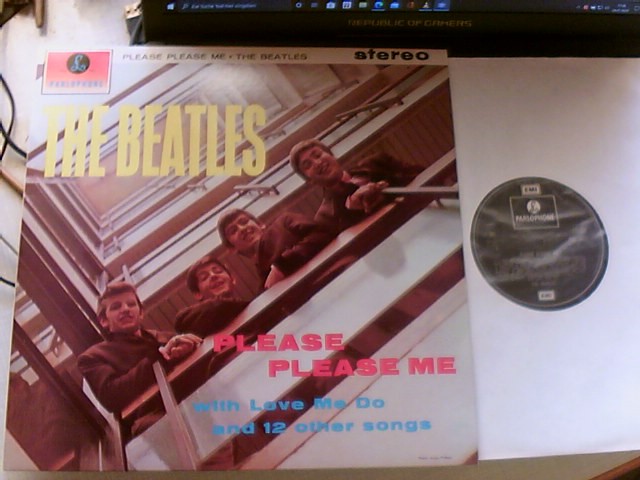 REPUBLIC OF GAMERS
PLEASE PLEASE ME • THE BEATLES
stereo
PARLOPHONE
THE BEATLES
EMI
PARLOPHONE
EMI
PLEASE
PLEASE ME
with Love Me Do
and 12 other songs